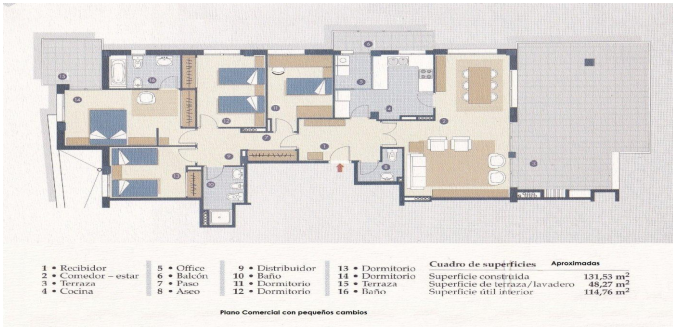 1 • Recibidor
2 • Comedor – estar
3 • Terraza
4 • Cocina
5 • Office
6 • Balcón
7 • Paso
8 • Aseo
9 • Distribuidor
10 • Baño
11 • Dormitorio
12 • Dormitorio
13 • Dormitorio
14 • Dormitorio
15 • Terraza
16 • Baño
Cuadro de superficies Aproximadas
Superficie construida 131,53 m²
Superficie de terraza/lavadero 48,27 m²
Superficie útil interior 114,76 m²
Plano Comercial con pequeños cambios